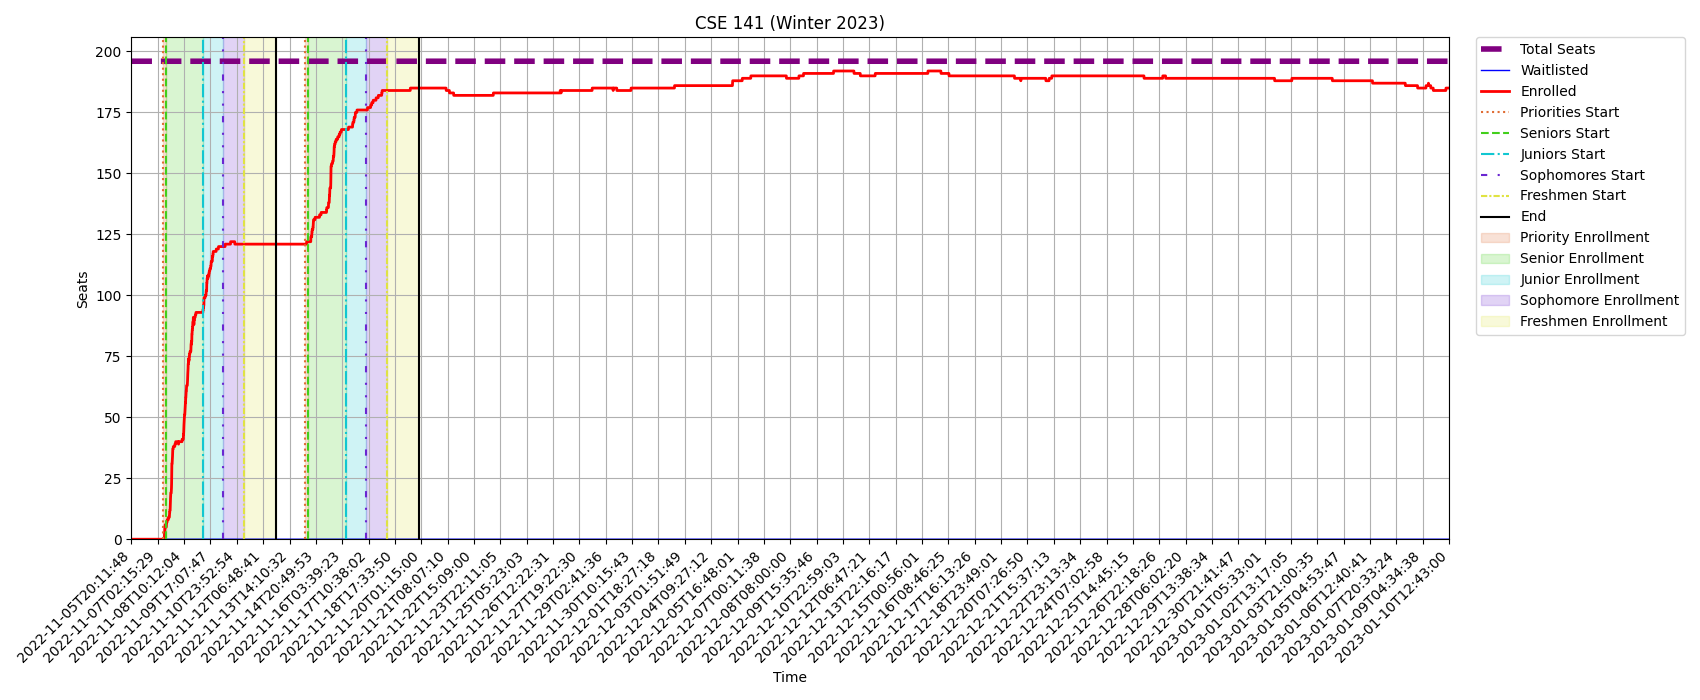 CSE 141 (Winter 2023)
Seats
200
175
150
125
100
75
50
25
0
2022-11-05T20:11:48
2022-11-07T02:15:29
2022-11-08T10:12:04
2022-11-09T17:07:47
2022-11-10T23:52:54
2022-11-12T06:48:41
2022-11-13T14:10:32
2022-11-14T20:49:53
2022-11-16T03:39:23
2022-11-17T10:38:02
2022-11-18T17:33:50
2022-11-20T01:15:00
2022-11-21T08:07:10
2022-11-22T15:09:00
2022-11-23T22:11:05
2022-11-25T05:23:03
2022-11-26T12:22:31
2022-11-27T19:22:30
2022-11-29T02:41:36
2022-11-30T10:15:43
2022-12-01T18:27:18
2022-12-03T01:51:49
2022-12-04T09:27:12
2022-12-05T16:48:01
2022-12-07T00:11:38
2022-12-08T08:00:00
2022-12-09T15:35:46
2022-12-10T22:59:03
2022-12-12T06:47:21
2022-12-13T22:16:17
2022-12-15T00:56:01
2022-12-16T08:46:25
2022-12-17T16:13:26
2022-12-18T23:49:01
2022-12-20T07:26:50
2022-12-21T15:37:13
2022-12-22T23:13:34
2022-12-24T07:02:58
2022-12-25T14:45:15
2022-12-26T22:18:26
2022-12-28T06:02:20
2022-12-29T13:38:34
2022-12-30T21:41:47
2023-01-01T05:33:01
2023-01-02T13:17:05
2023-01-03T21:00:35
2023-01-05T04:53:47
2023-01-06T12:40:41
2023-01-07T20:33:24
2023-01-09T04:34:38
2023-01-10T12:43:00
Time
Total Seats
Waitlisted
Enrolled
Priorities Start
Seniors Start
Juniors Start
Sophomores Start
Freshmen Start
End
Priority Enrollment
Senior Enrollment
Junior Enrollment
Sophomore Enrollment
Freshmen Enrollment